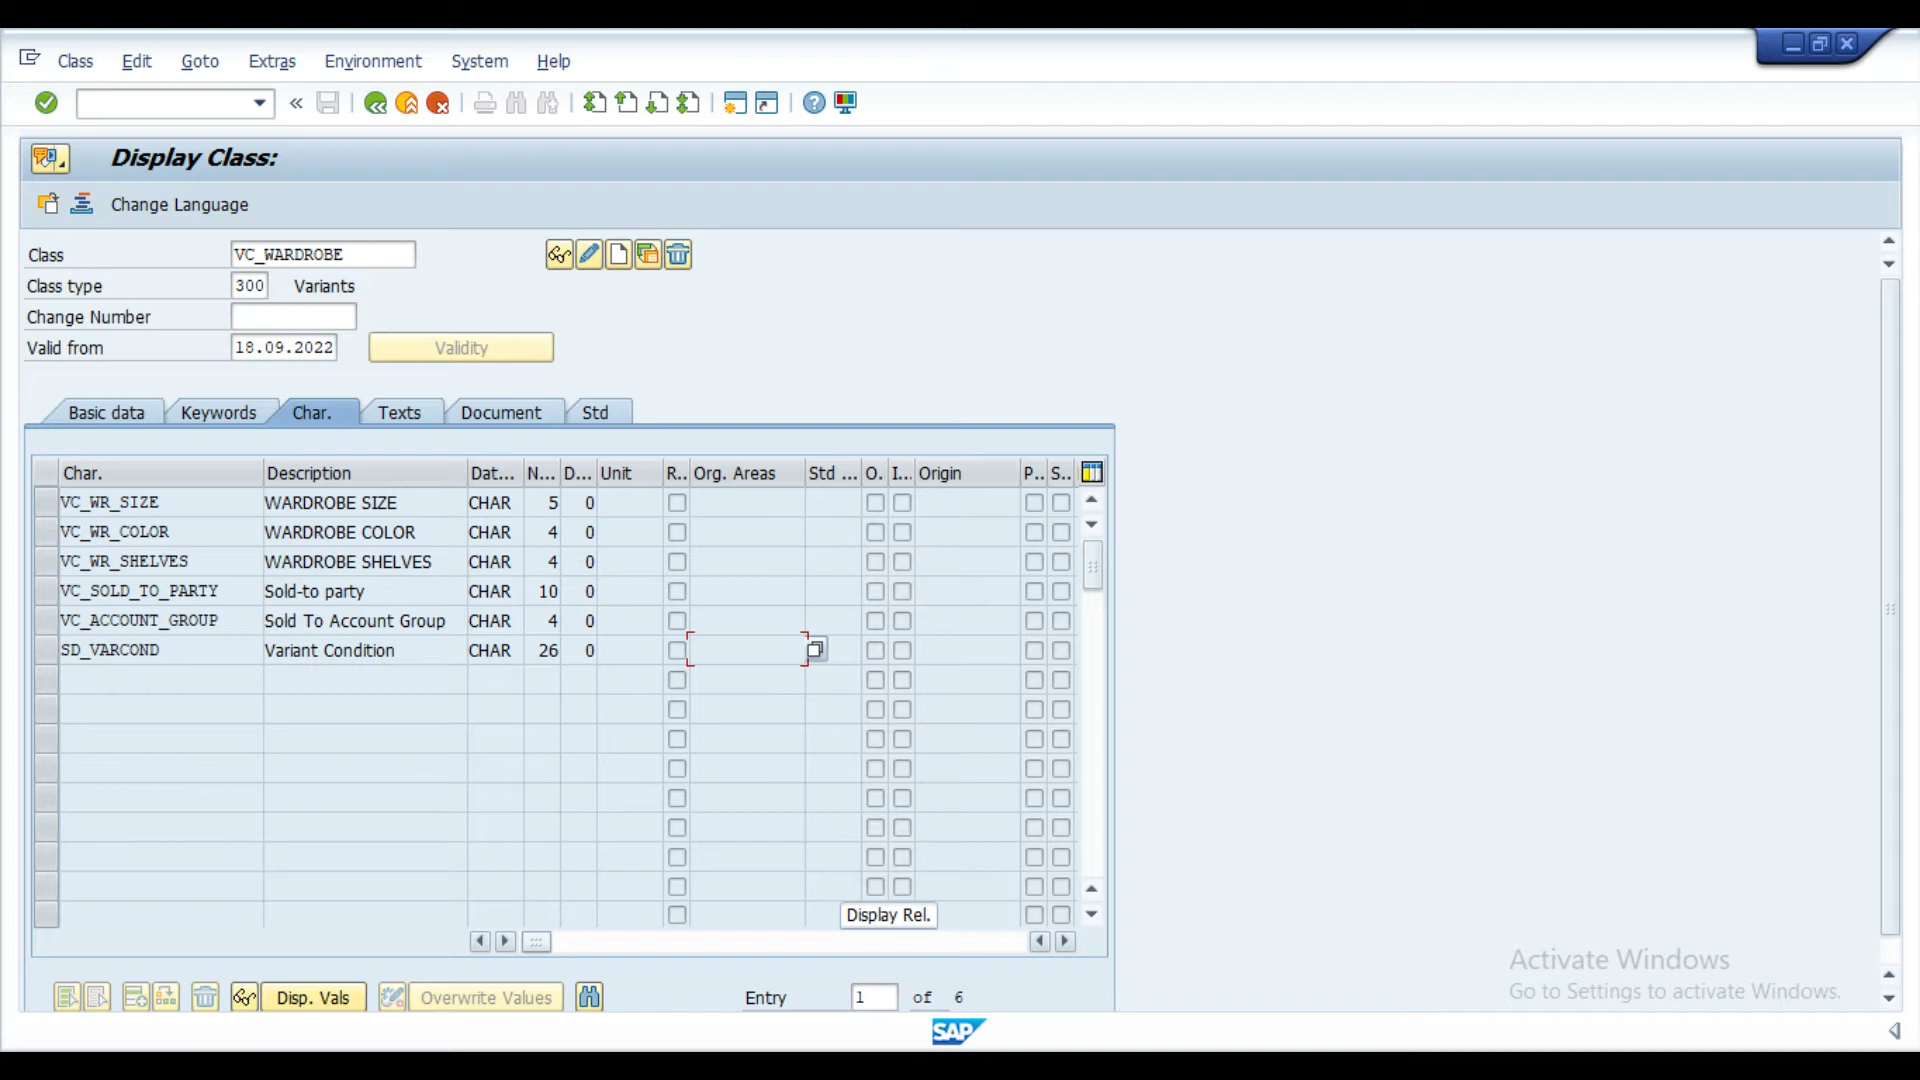 Class Edit Goto Extras Environment System Help
Display Class:
Change Language
Class VC_WARDROBE
Class type 300 Variants
Change Number
Valid from 18.09.2022 Validity
Basic data Keywords Char. Texts Document Std
Char. Description Dat... N... D... Unit R.. Org. Areas Std ... O. I... Origin P.. S..
VC_WR_SIZE WARDROBE SIZE CHAR 5 0
VC_WR_COLOR WARDROBE COLOR CHAR 4 0
VC_WR_SHELVES WARDROBE SHELVES CHAR 4 0
VC_SOLD_TO_PARTY Sold-to party CHAR 10 0
VC_ACCOUNT_GROUP Sold To Account Group CHAR 4 0
SD_VARCOND Variant Condition CHAR 26 0
Display Rel.
Disp. Vals Overwrite Values Entry 1 of 6
Activate Windows
Go to Settings to activate Windows.
SAP